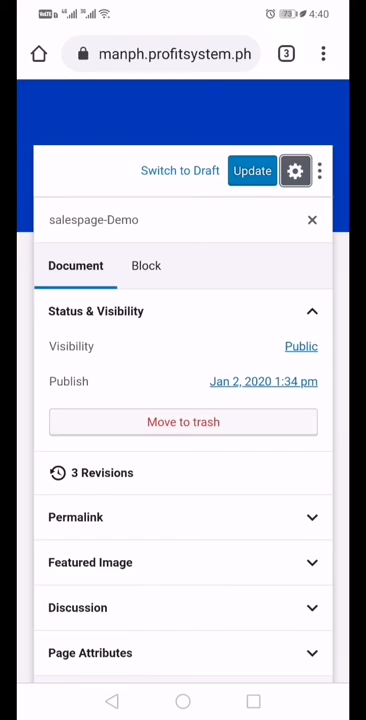 4:40
73
manph.profitsystem.ph
3
Switch to Draft
Update
salespage-Demo
Document
Block
Status & Visibility
Visibility
Public
Publish
Jan 2, 2020 1:34 pm
Move to trash
3 Revisions
Permalink
Featured Image
Discussion
Page Attributes